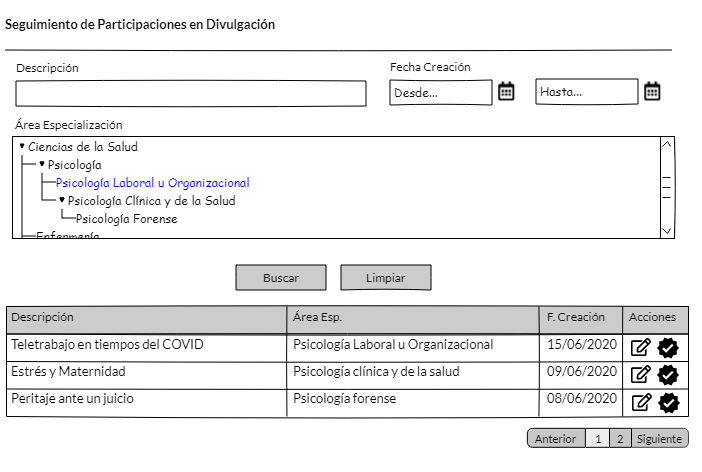 Seguimiento de Participaciones en Divulgación
Descripción Fecha Creación
Desde... Hasta...
Área Especialización
Ciencias de la Salud
Psicología
Psicología Laboral u Organizacional
Psicología Clínica y de la Salud
Psicología Forense
Enfermería
Buscar Limpiar
Descripción Área Esp. F. Creación Acciones
Teletrabajo en tiempos del COVID Psicología Laboral u Organizacional 15/06/2020
Estrés y Maternidad Psicología clínica y de la salud 09/06/2020
Peritaje ante un juicio Psicología forense 08/06/2020
Anterior 1 2 Siguiente